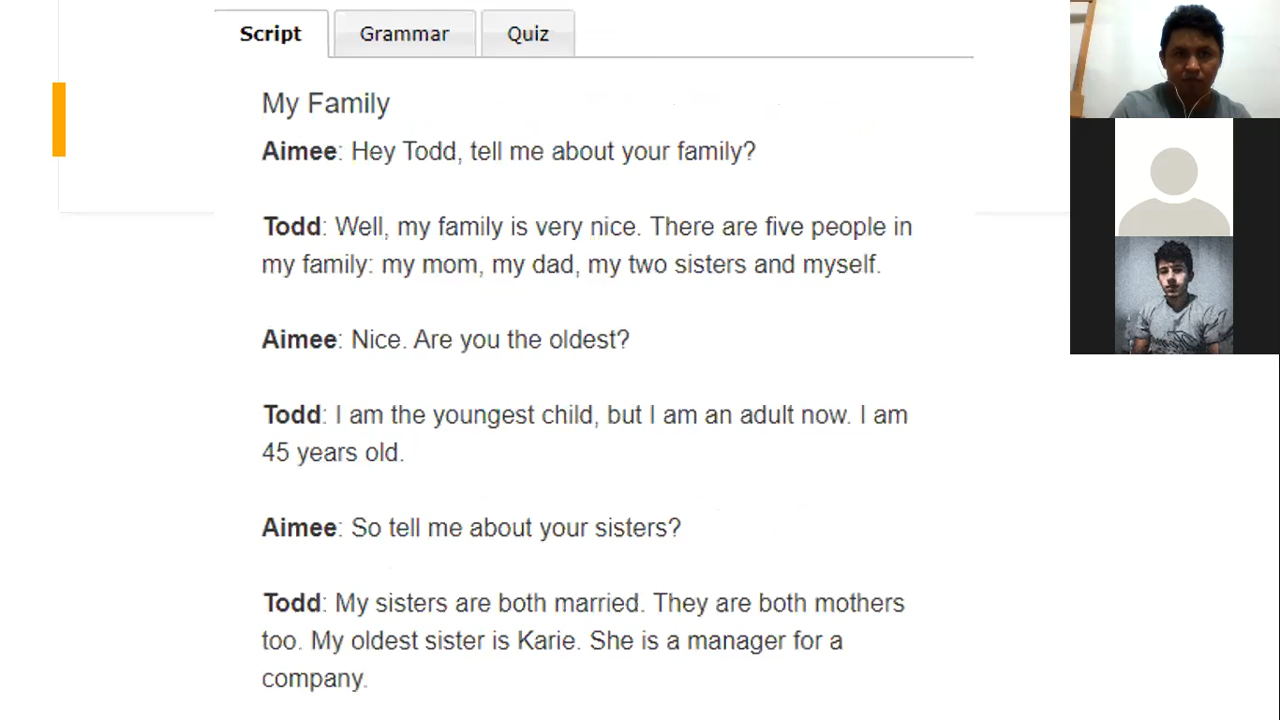 Script Grammar Quiz
My Family
Aimee: Hey Todd, tell me about your family?
Todd: Well, my family is very nice. There are five people in
my family: my mom, my dad, my two sisters and myself.
Aimee: Nice. Are you the oldest?
Todd: I am the youngest child, but I am an adult now. I am
45 years old.
Aimee: So tell me about your sisters?
Todd: My sisters are both married. They are both mothers
too. My oldest sister is Karie. She is a manager for a
company.